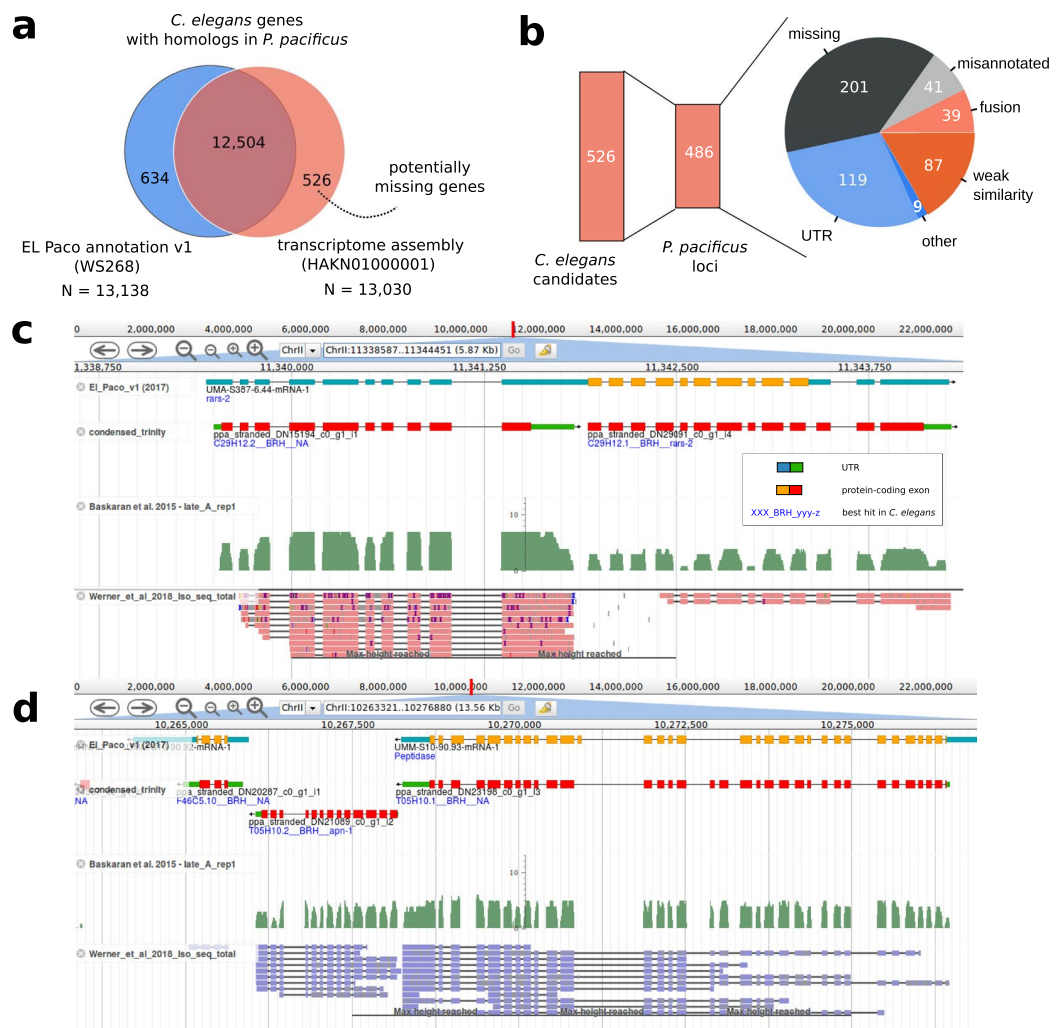 a
C. elegans genes
with homologs in P. pacificus
634
12,504
526
potentially
missing genes
EL Paco annotation v1
(WS268)
N = 13,138
transcriptome assembly
(HAKN01000001)
N = 13,030
b
526
486
C. elegans
candidates
P. pacificus
loci
missing
201
misannotated
41
fusion
39
87
weak
similarity
9
other
119
UTR
c
0 2,000,000 4,000,000 6,000,000 8,000,000 10,000,000 12,000,000 14,000,000 16,000,000 18,000,000 20,000,000 22,000,000
ChrII ChrII:11338587..11344451 (5.87 Kb) Go
11,338,750 11,340,000 11,341,250 11,342,500 11,343,750
El_Paco_v1 (2017)
UMA-S387-6.44-mRNA-1
rars-2
condensed_trinity
ppa_stranded_DN15194_c0_g1_i1
C29H12.2__BRH__NA
ppa_stranded_DN29091_c0_g1_i4
C29H12.1__BRH__rars-2
UTR
protein-coding exon
XXX_BRH_yyy-z best hit in C. elegans
Baskaran et al. 2015 - late_A_rep1
10
0
Werner_et_al_2018_Iso_seq_total
Max height reached Max height reached
d
0 2,000,000 4,000,000 6,000,000 8,000,000 10,000,000 12,000,000 14,000,000 16,000,000 18,000,000 20,000,000 22,000,000
ChrII ChrII:10263321..10276880 (13.56 Kb Go
10,265,000 10,267,500 10,270,000 10,272,500 10,275,000
El_Paco_v1 (2017)
90.92-mRNA-1
UMM-S10-90.93-mRNA-1
Peptidase
condensed_trinity
NA
ppa_stranded_DN20287_c0_g1_i1
F46C5.10__BRH__NA
ppa_stranded_DN23198_c0_g1_i3
T05H10.1__BRH__NA
ppa_stranded_DN21089_c0_g1_i2
T05H10.2__BRH__apn-1
Baskaran et al. 2015 - late_A_rep1
10
0
Werner_et_al_2018_Iso_seq_total
Max height reached Max height reached Max height reached